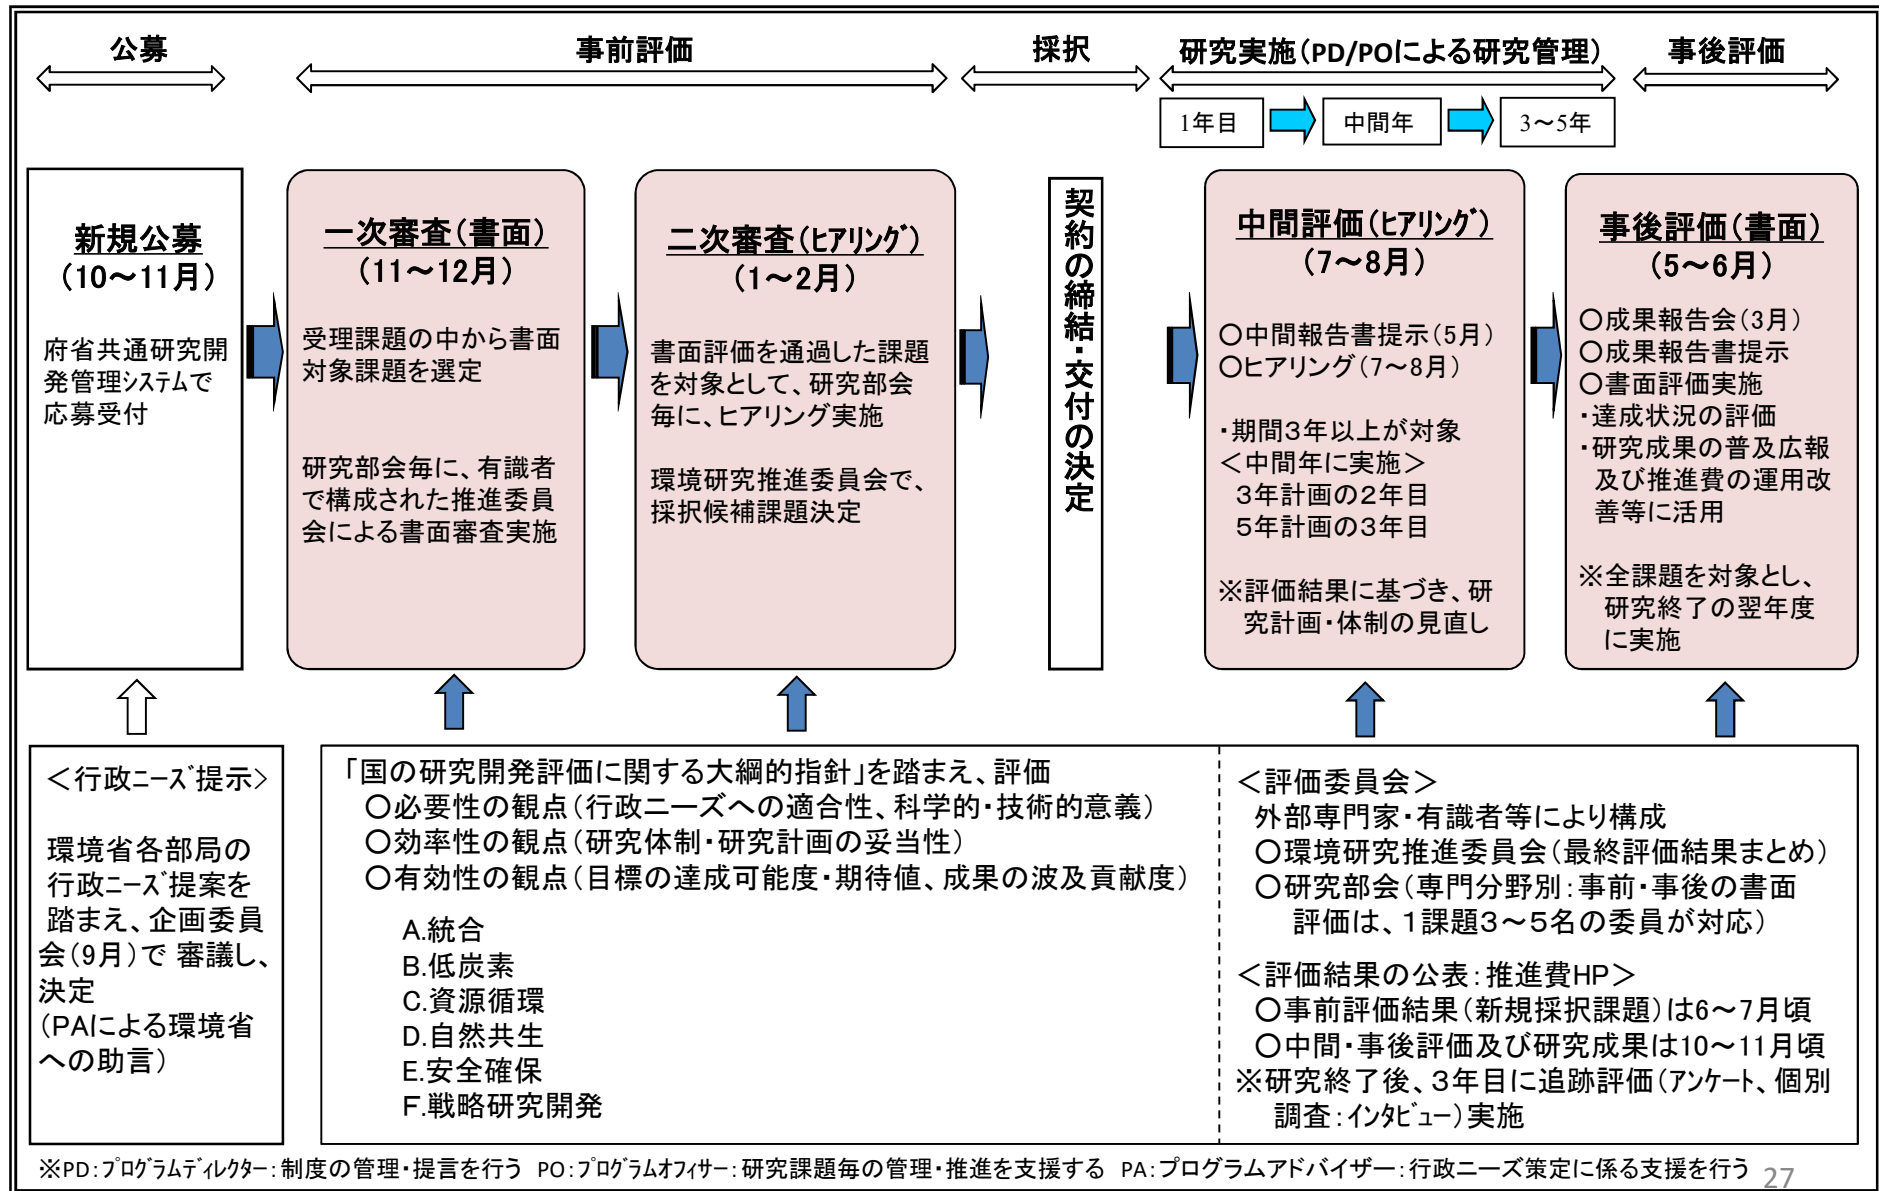 公募
事前評価
採択
研究実施(PD/POによる研究管理)
事後評価
1年目
中間年
3～5年
新規公募
(10～11月)
府省共通研究開
発管理ｼｽﾃﾑで
応募受付
一次審査(書面)
(11～12月)
受理課題の中から書面
対象課題を選定
研究部会毎に、有識者
で構成された推進委員
会による書面審査実施
二次審査(ﾋｱﾘﾝｸﾞ)
(1～2月)
書面評価を通過した課題
を対象として、研究部会
毎に、ヒアリング実施
環境研究推進委員会で、
採択候補課題決定
契約の締結・交付の決定
中間評価(ﾋｱﾘﾝｸﾞ)
(7～8月)
○中間報告書提示(5月)
○ヒアリング(7～8月)
・期間３年以上が対象
＜中間年に実施＞
３年計画の２年目
５年計画の３年目
※評価結果に基づき、研
究計画・体制の見直し
事後評価(書面)
(5～6月)
○成果報告会(3月)
○成果報告書提示
○書面評価実施
・達成状況の評価
・研究成果の普及広報
及び推進費の運用改
善等に活用
※全課題を対象とし、
研究終了の翌年度
に実施
＜行政ﾆｰｽﾞ提示＞
環境省各部局の
行政ﾆｰｽﾞ提案を
踏まえ、企画委員
会(9月)で 審議し、
決定
(PAによる環境省
への助言)
「国の研究開発評価に関する大綱的指針」を踏まえ、評価
○必要性の観点(行政ニーズへの適合性、科学的・技術的意義)
○効率性の観点(研究体制・研究計画の妥当性)
○有効性の観点(目標の達成可能度・期待値、成果の波及貢献度)
A.統合
B.低炭素
C.資源循環
D.自然共生
E.安全確保
F.戦略研究開発
＜評価委員会＞
外部専門家・有識者等により構成
○環境研究推進委員会(最終評価結果まとめ)
○研究部会(専門分野別：事前・事後の書面
評価は、１課題３～５名の委員が対応)
＜評価結果の公表：推進費HP＞
○事前評価結果(新規採択課題)は6～7月頃
○中間・事後評価及び研究成果は10～11月頃
※研究終了後、３年目に追跡評価(ｱﾝｹｰﾄ、個別
調査：ｲﾝﾀﾋﾞｭｰ)実施
※PD：ﾌﾟﾛｸﾞﾗﾑﾃﾞｨﾚｸﾀｰ：制度の管理・提言を行う PO：ﾌﾟﾛｸﾞﾗﾑｵﾌｨｻｰ：研究課題毎の管理・推進を支援する PA：プログラムアドバイザー：行政ニーズ策定に係る支援を行う
27